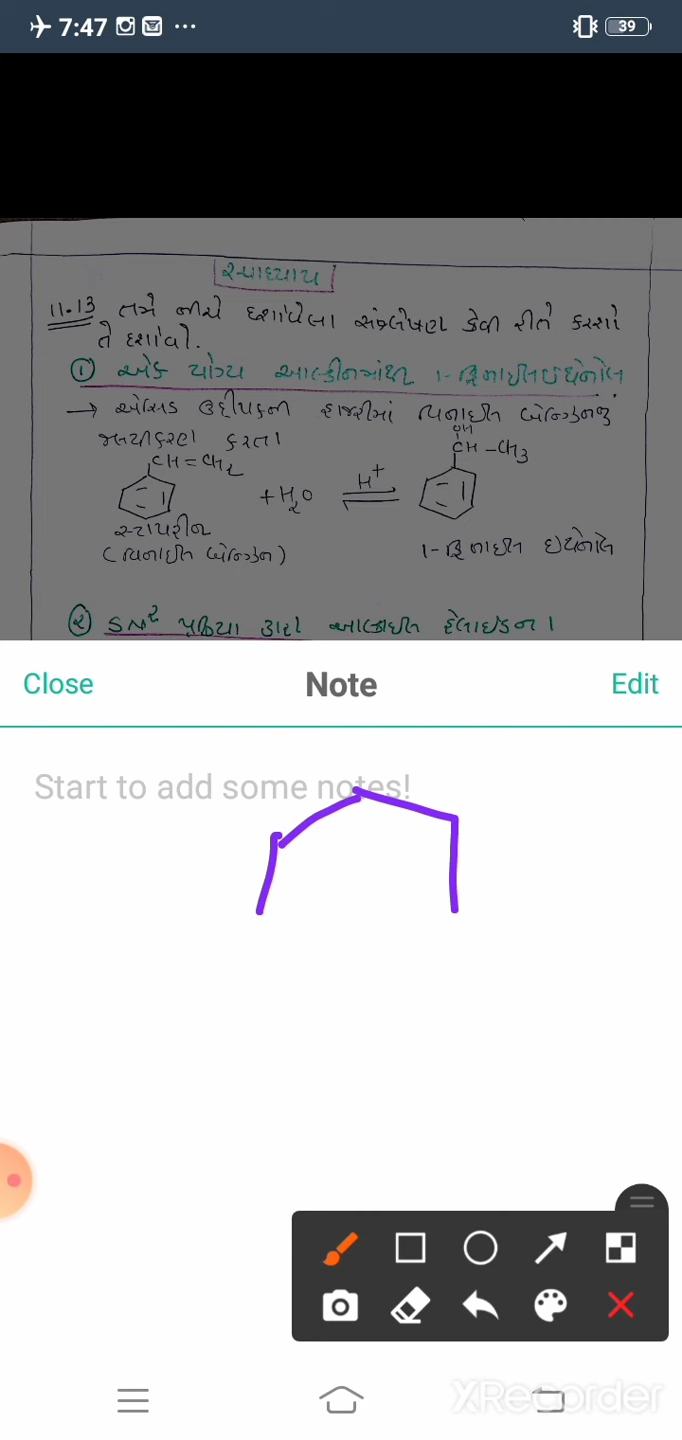 7:47
39
સ્વાધ્યાય
11.13 તમે નીચે દર્શાવેલા સંશ્લેષણ કેવી રીતે કરશો
તે દર્શાવો.
① એક યોગ્ય આલ્કીનમાંથી 1-ફિનાઈલઇથેનોલ
→ એસિડ ઉદ્દીપકની હાજરીમાં વિનાઈલ બેન્ઝિનનું
જલીયકરણ કરતા
OH
CH=CH2
CH-CH3
+H2O
H+
સ્ટાયરીન
(વિનાઈલ બેન્ઝિન)
1-ફિનાઈલ ઇથેનોલ
② SN2 પ્રક્રિયા દ્વારા આલ્કાઈલ હેલાઇડનો
Close
Note
Edit
Start to add some notes!
XRecorder